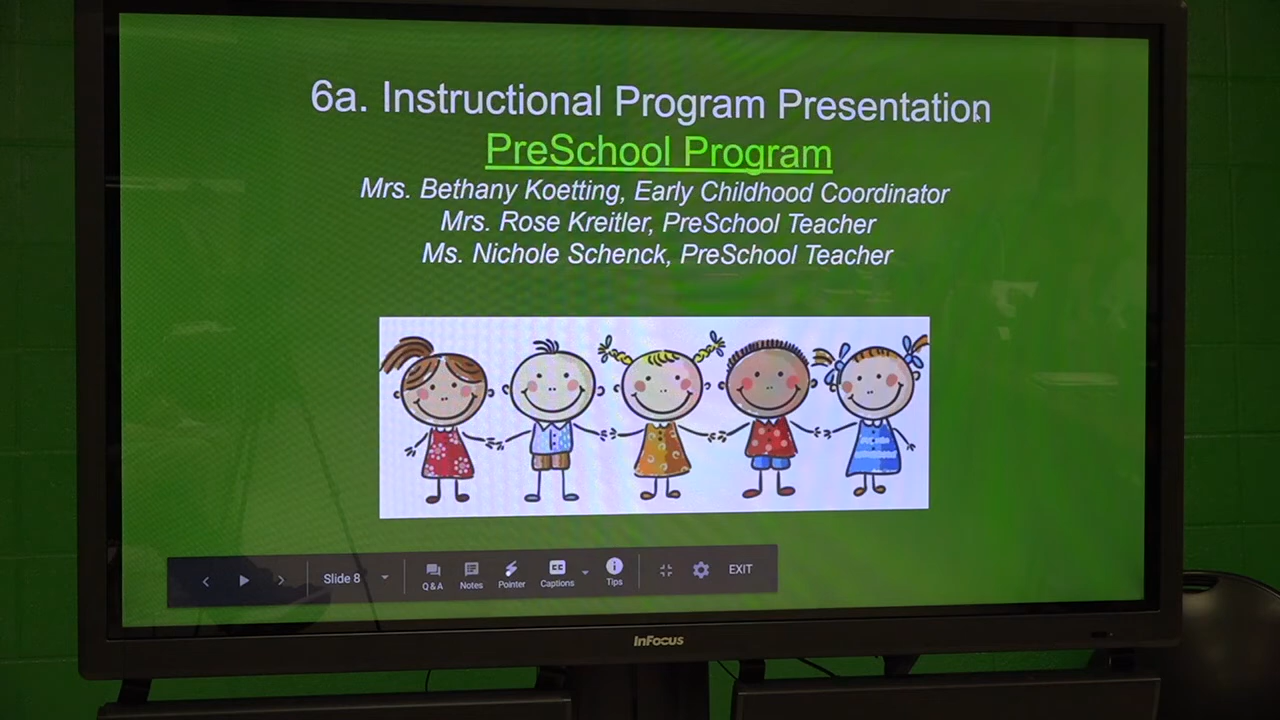 6a. Instructional Program Presentation
PreSchool Program
Mrs. Bethany Koetting, Early Childhood Coordinator
Mrs. Rose Kreitler, PreSchool Teacher
Ms. Nichole Schenck, PreSchool Teacher
Slide 8
Q&A
Notes
Pointer
CC
Captions
Tips
EXIT
InFocus